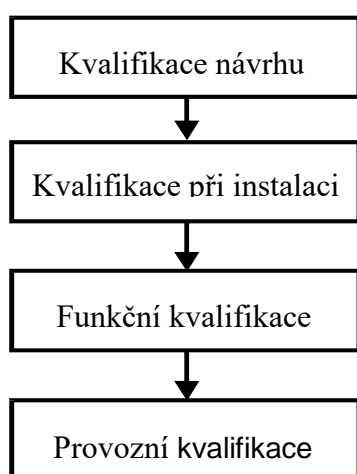 Kvalifikace návrhu
Kvalifikace při instalaci
Funkční kvalifikace
Provozní kvalifikace